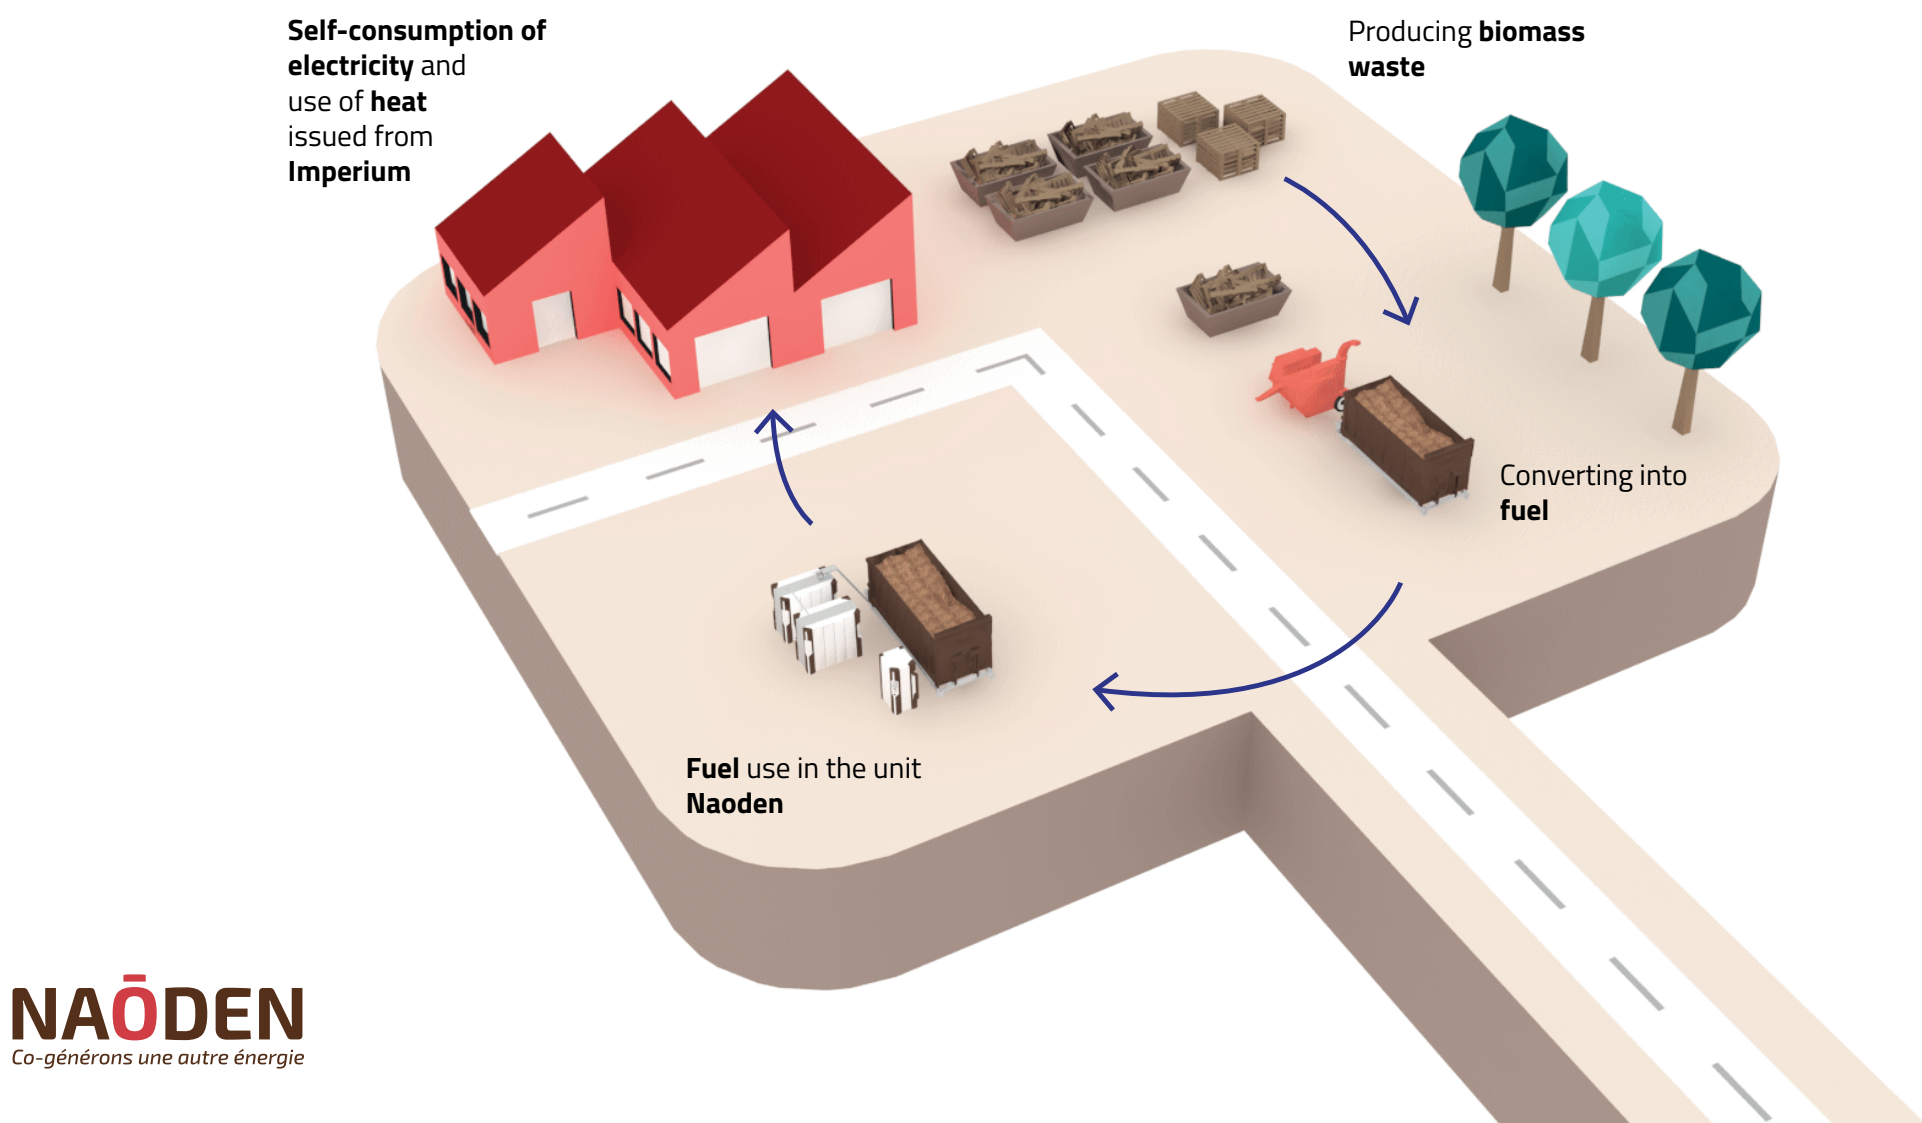 Self-consumption of
electricity and
use of heat
issued from
Imperium
Producing biomass
waste
Converting into
fuel
Fuel use in the unit
Naoden
NAŌDEN
Co-générons une autre énergie